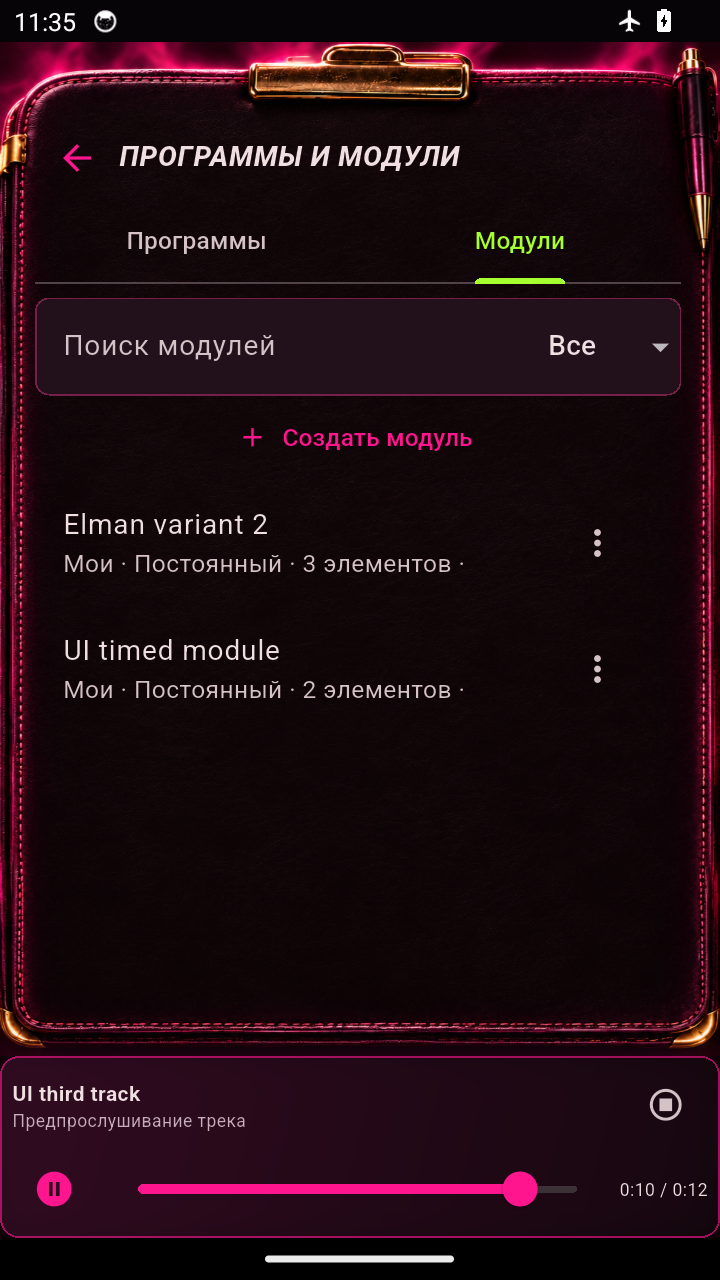 11:35
ПРОГРАММЫ И МОДУЛИ
Программы
Модули
Поиск модулей
Все
+ Создать модуль
Elman variant 2
Мои · Постоянный · 3 элементов ·
UI timed module
Мои · Постоянный · 2 элементов ·
UI third track
Предпрослушивание трека
0:10 / 0:12